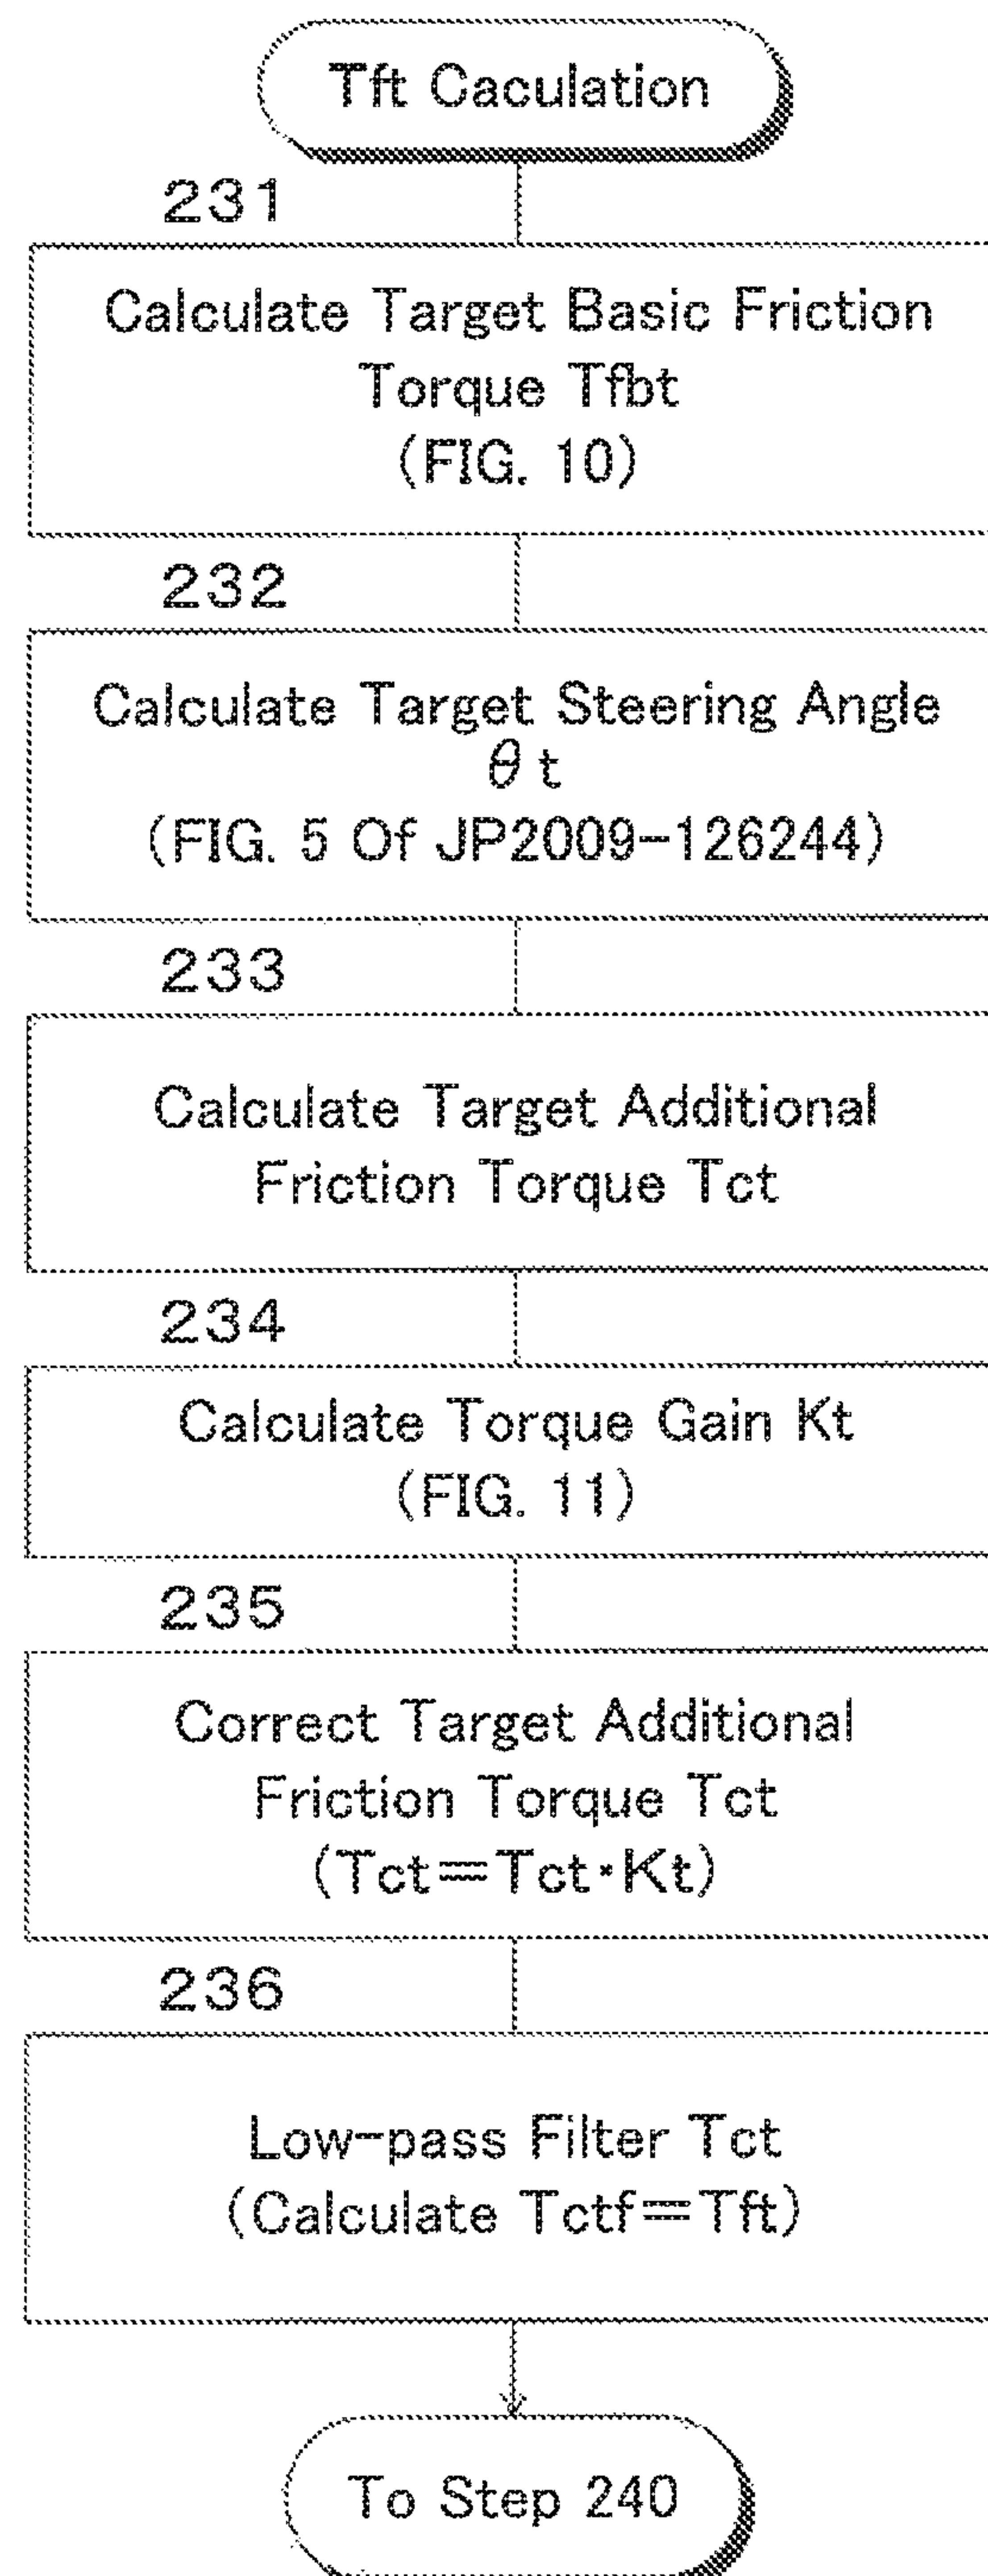 Tft Caculation
231
Calculate Target Basic Friction
Torque Tfbt
(FIG. 10)
232
Calculate Target Steering Angle
θt
(FIG. 5 Of JP2009-126244)
233
Calculate Target Additional
Friction Torque Tct
234
Calculate Torque Gain Kt
(FIG. 11)
235
Correct Target Additional
Friction Torque Tct
(Tct=Tct·Kt)
236
Low-pass Filter Tct
(Calculate Tctf=Tft)
To Step 240